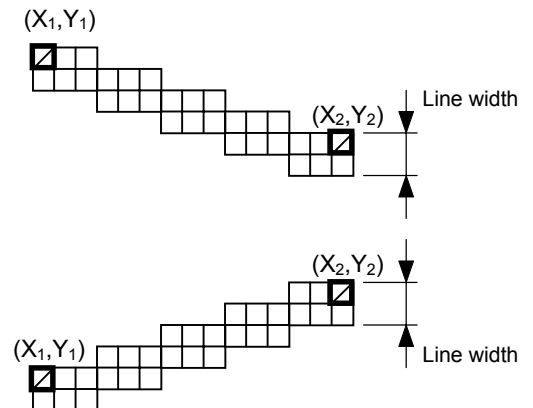 (X₁,Y₁)
Line width
(X₂,Y₂)
(X₂,Y₂)
(X₁,Y₁)
Line width